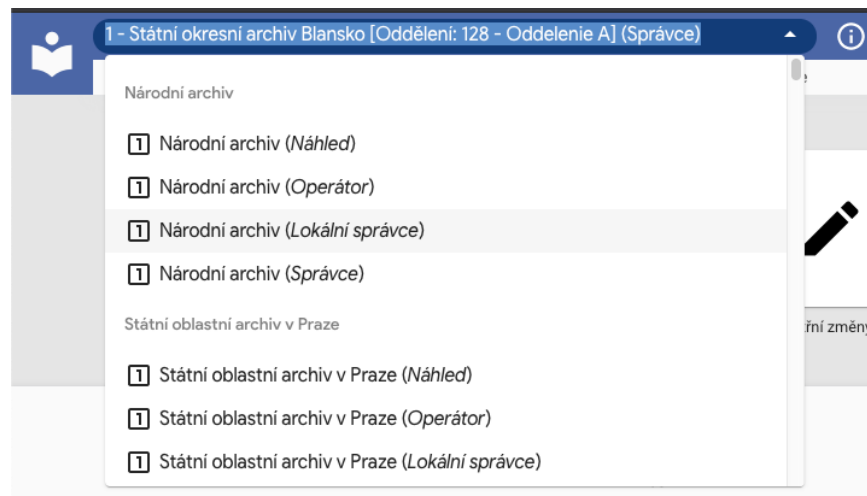 1 - Státní okresní archiv Blansko [Oddělení: 128 - Oddelenie A] (Správce)
Národní archiv
1 Národní archiv (Náhled)
1 Národní archiv (Operátor)
1 Národní archiv (Lokální správce)
1 Národní archiv (Správce)
Státní oblastní archiv v Praze
třní změny
1 Státní oblastní archiv v Praze (Náhled)
1 Státní oblastní archiv v Praze (Operátor)
1 Státní oblastní archiv v Praze (Lokální správce)